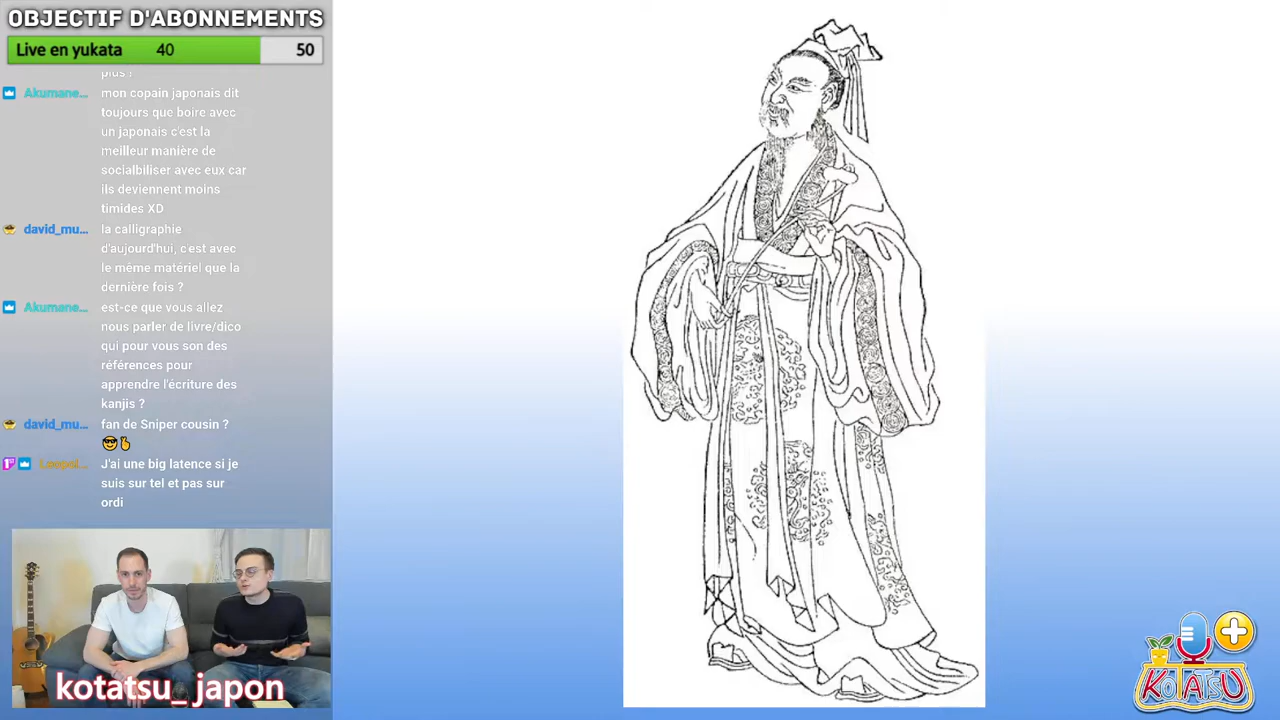 OBJECTIF D'ABONNEMENTS
Live en yukata 40 50
plus !
Akumane... mon copain japonais dit
toujours que boire avec
un japonais c'est la
meilleur manière de
socialbiliser avec eux car
ils deviennent moins
timides XD
david_mu... la calligraphie
d'aujourd'hui, c'est avec
le même matériel que la
dernière fois ?
Akumane... est-ce que vous allez
nous parler de livre/dico
qui pour vous son des
références pour
apprendre l'écriture des
kanjis ?
david_mu... fan de Sniper cousin ?
J'ai une big latence si je
suis sur tel et pas sur
ordi
kotatsu_japon
KOTATSU